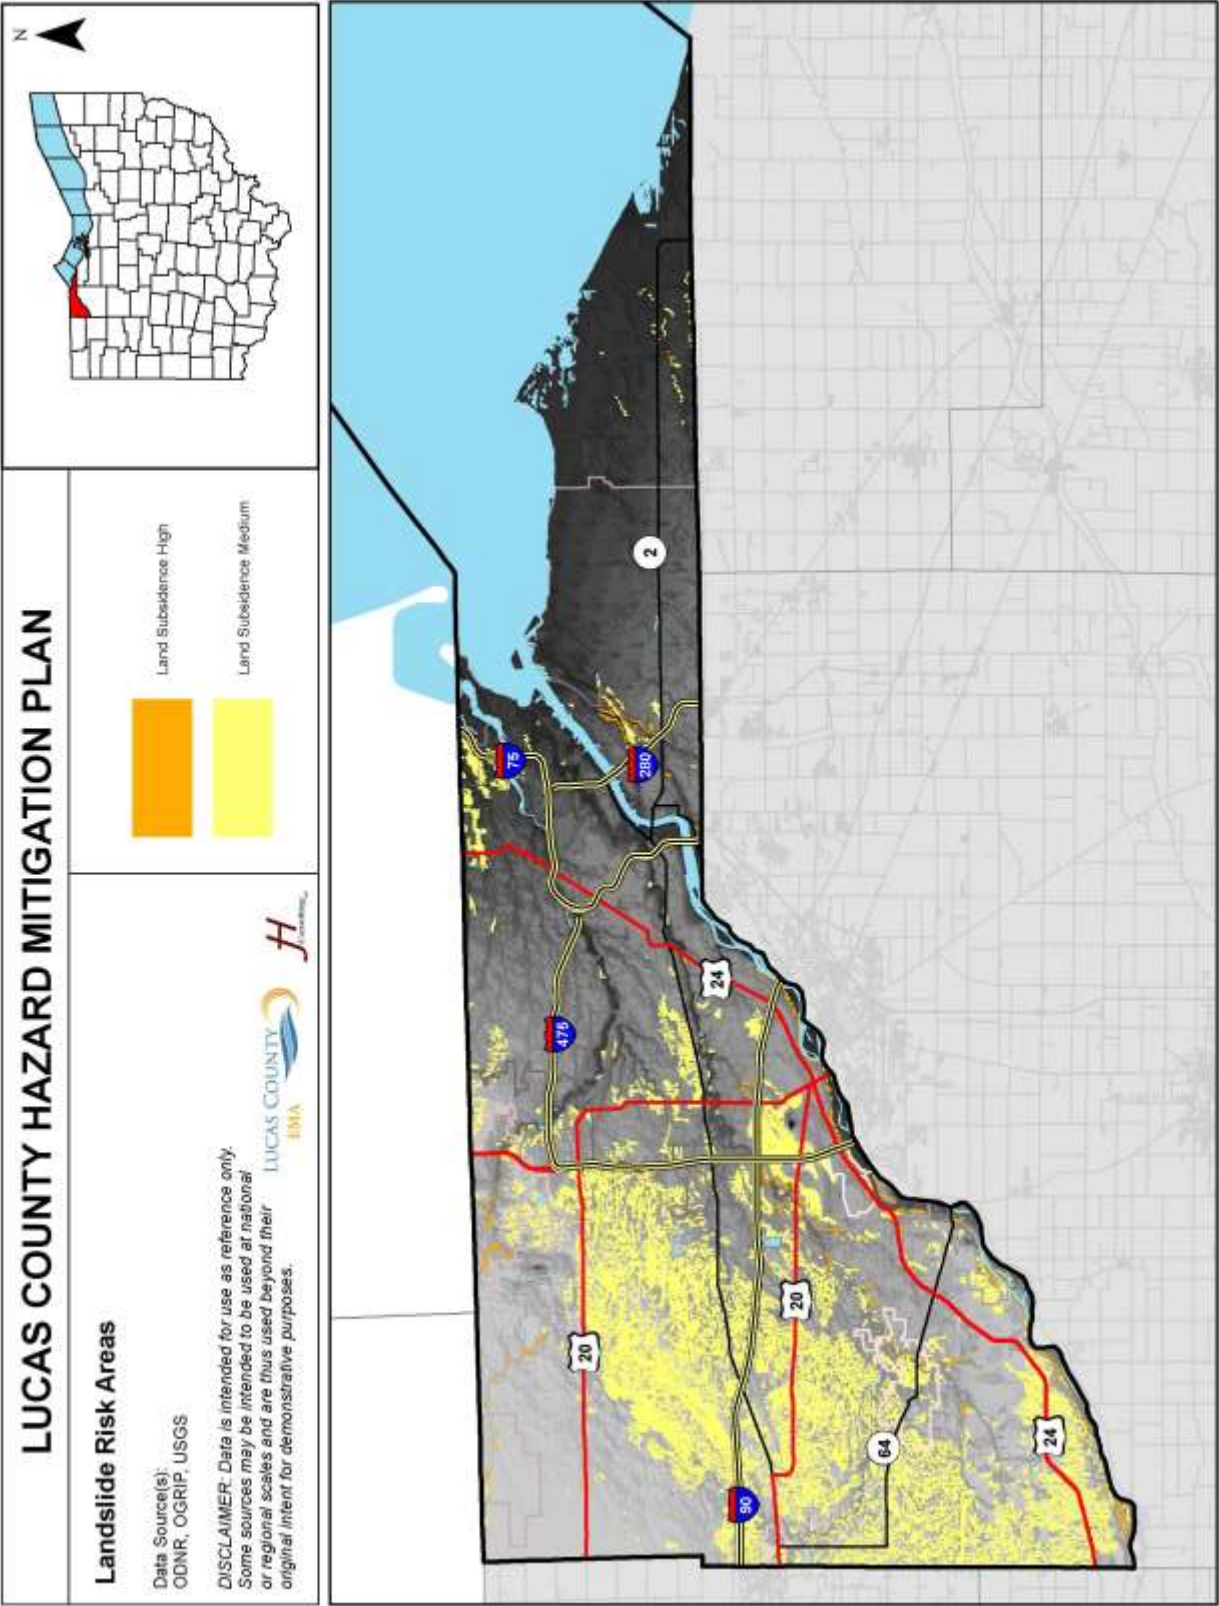 LUCAS COUNTY HAZARD MITIGATION PLAN
Landslide Risk Areas
Data Source(s):
ODNR, OGRIP, USGS
DISCLAIMER: Data is intended for use as reference only.
Some sources may be intended to be used at national
or regional scales and are thus used beyond their
original intent for demonstrative purposes.
LUCAS COUNTY
EMA
Land Subsidence High
Land Subsidence Medium
N
20
90
64
24
20
475
24
75
280
2